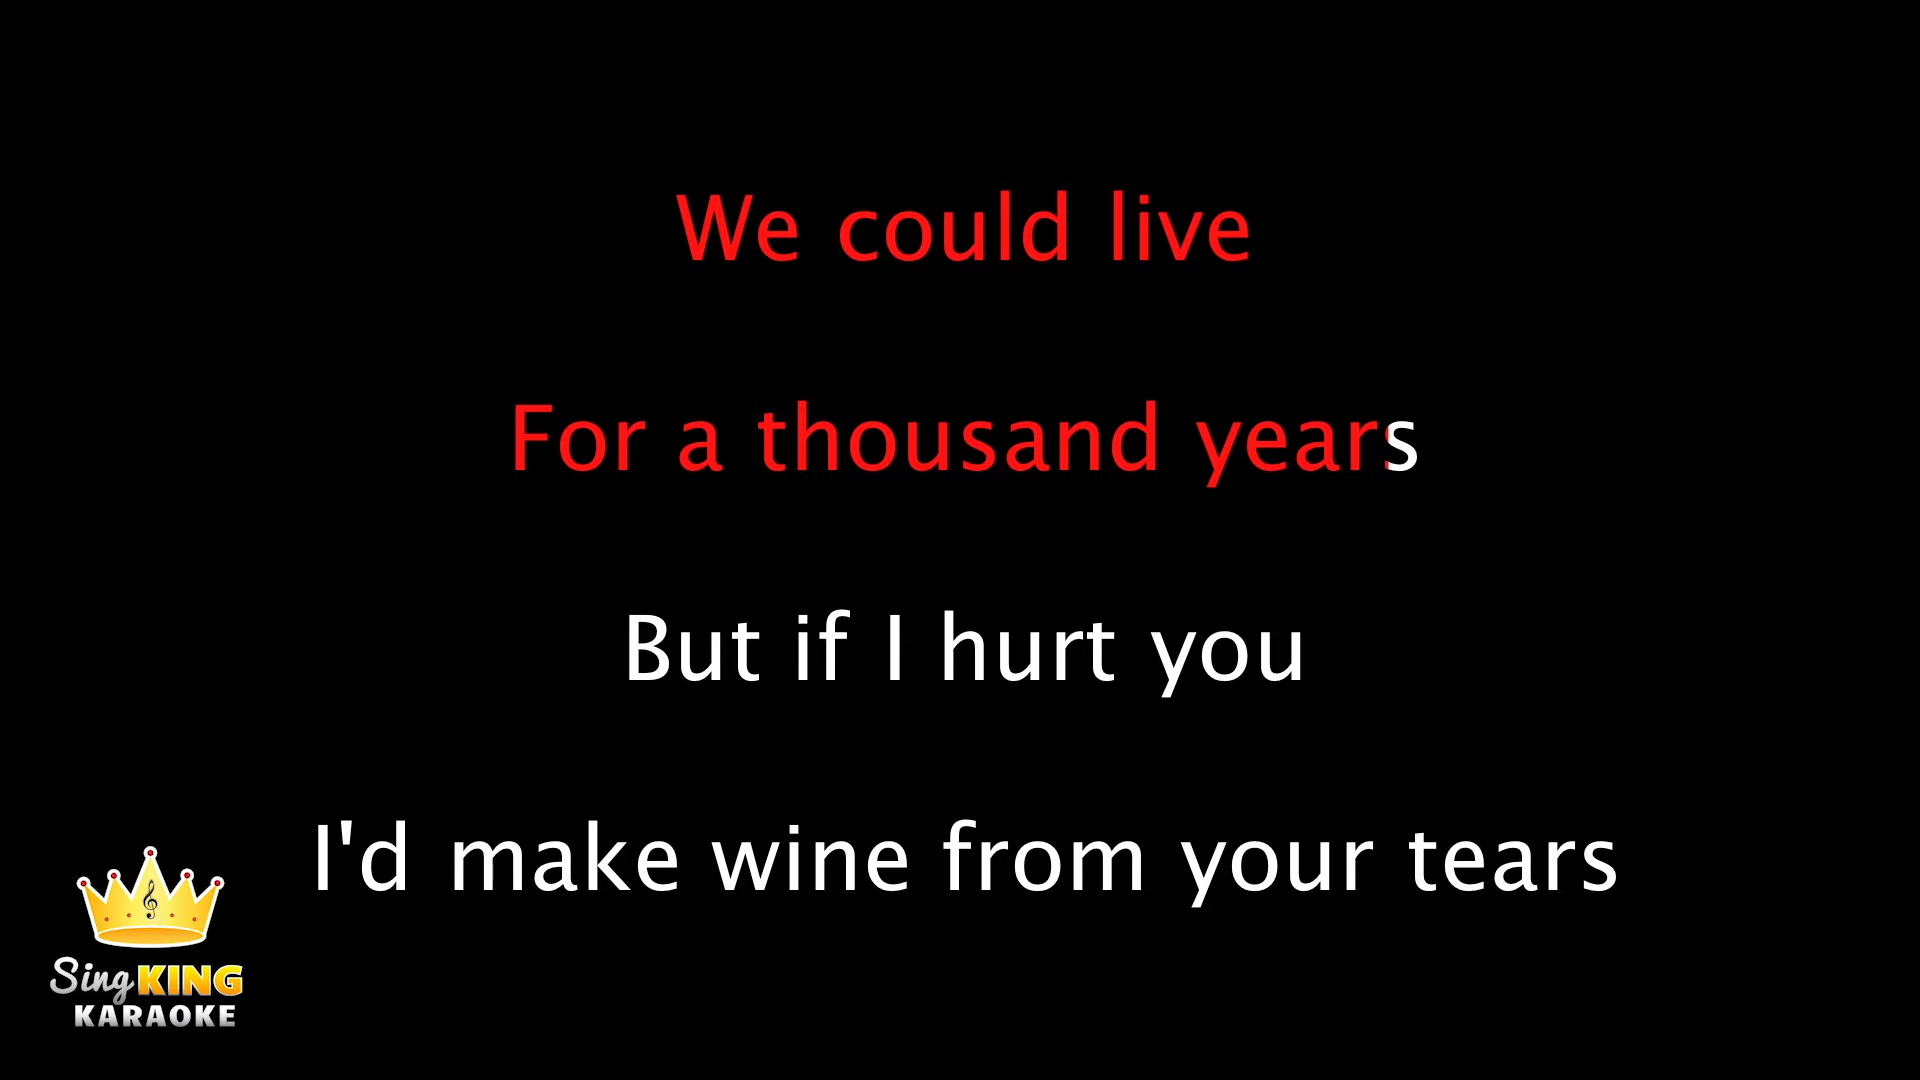 We could live
For a thousand years
But if I hurt you
I'd make wine from your tears
Sing KING
KARAOKE